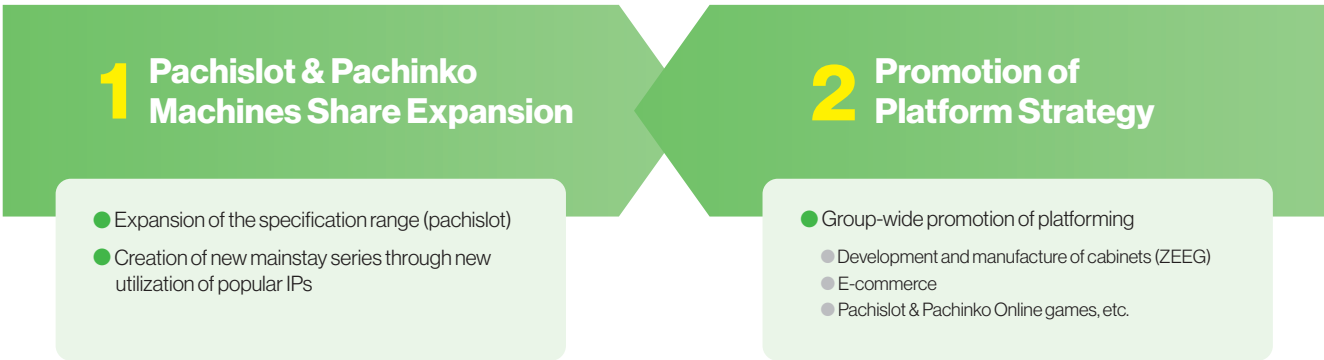 1
Pachislot & Pachinko
Machines Share Expansion
● Expansion of the specification range (pachislot)
● Creation of new mainstay series through new
utilization of popular IPs
2
Promotion of
Platform Strategy
● Group-wide promotion of platforming
● Development and manufacture of cabinets (ZEEG)
● E-commerce
● Pachislot & Pachinko Online games, etc.